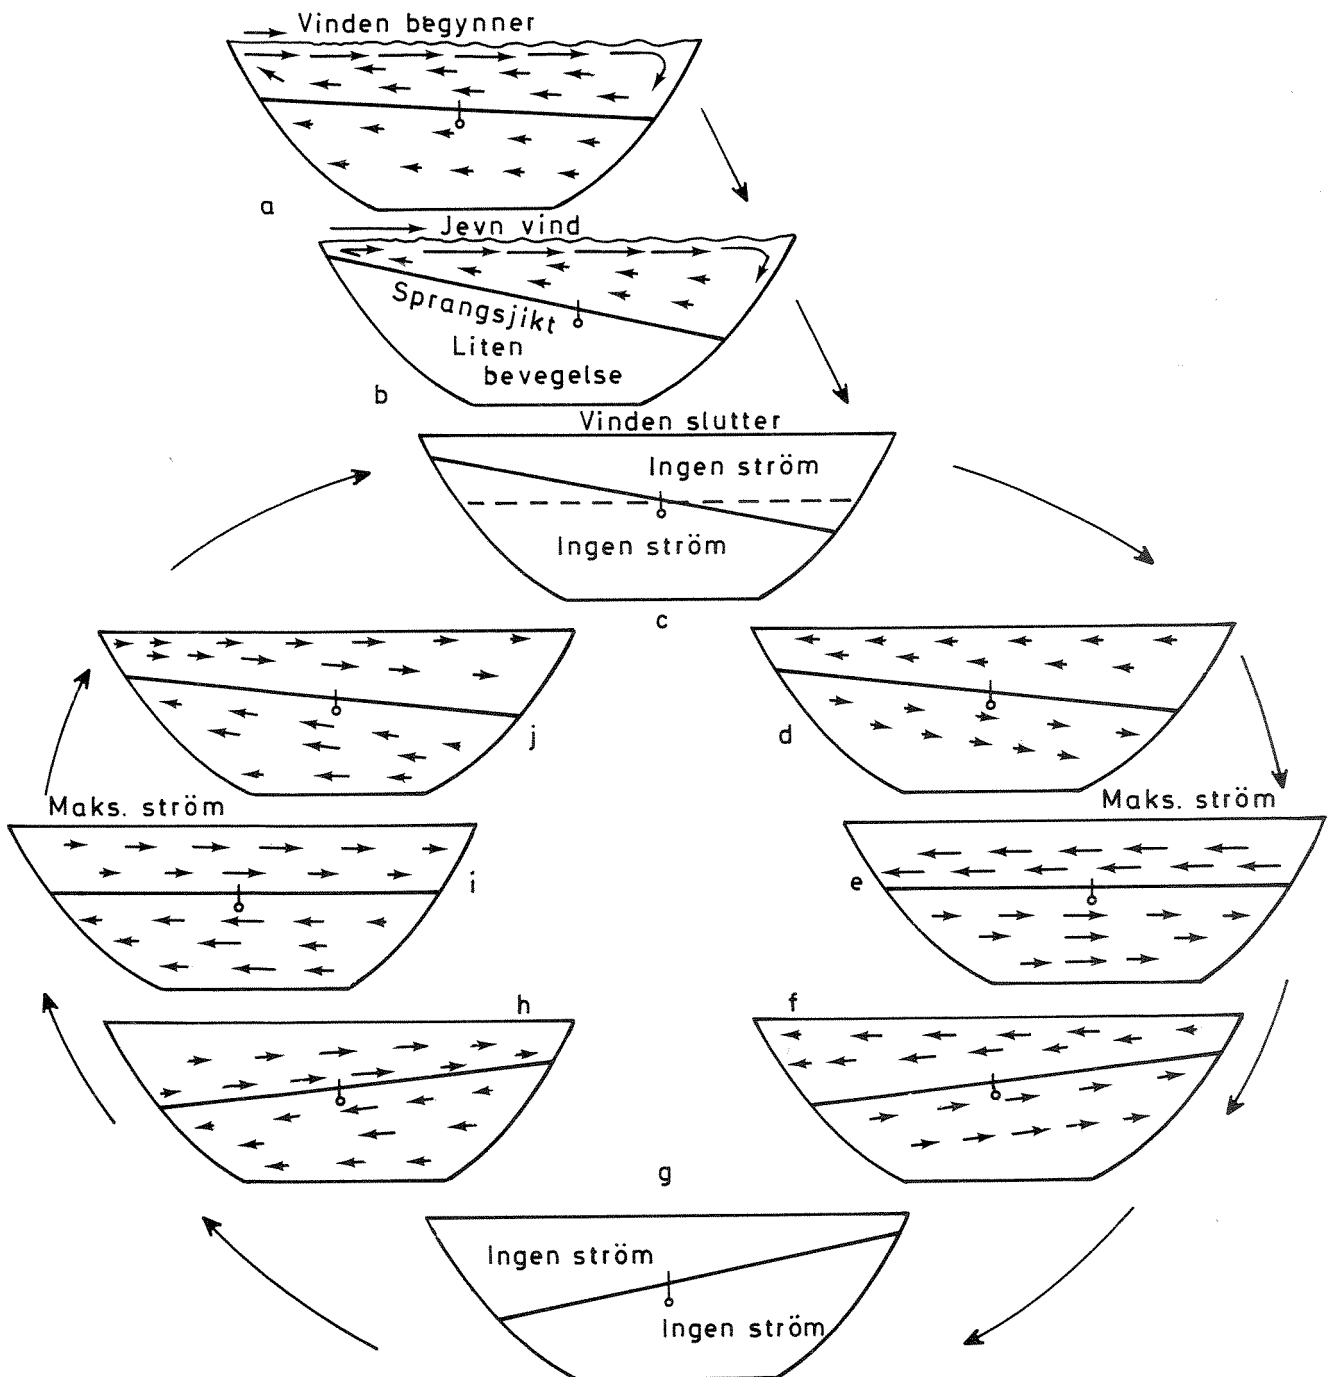 Vinden begynner
a
Jevn vind
Sprangsjikt
Liten
bevegelse
b
Vinden slutter
Ingen ström
Ingen ström
c
j
d
Maks. ström
Maks. ström
i
e
h
f
g
Ingen ström
Ingen ström